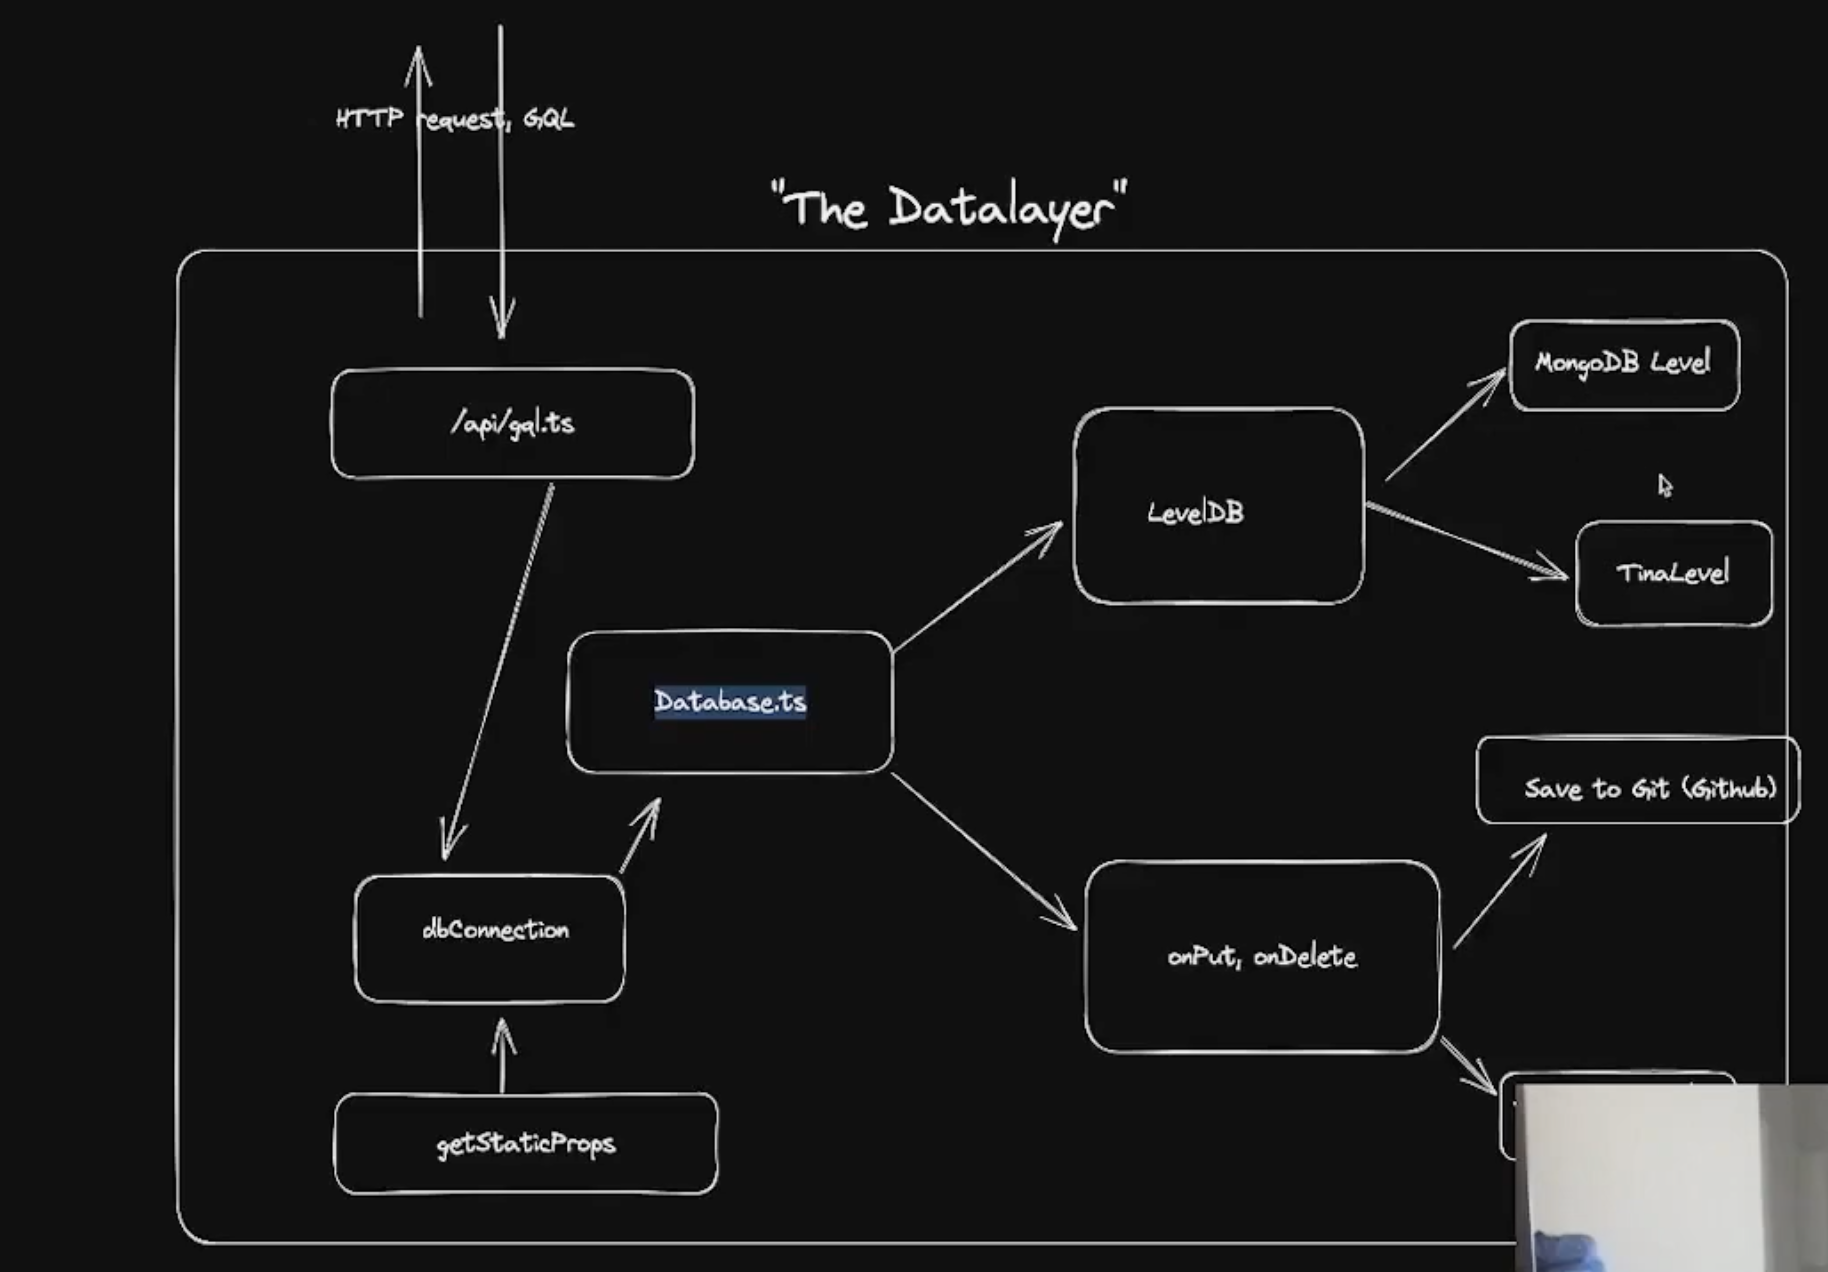 HTTP request, GQL
"The Datalayer"
/api/gql.ts
MongoDB Level
LevelDB
TinaLevel
Database.ts
Save to Git (Github)
dbConnection
onPut, onDelete
getStaticProps